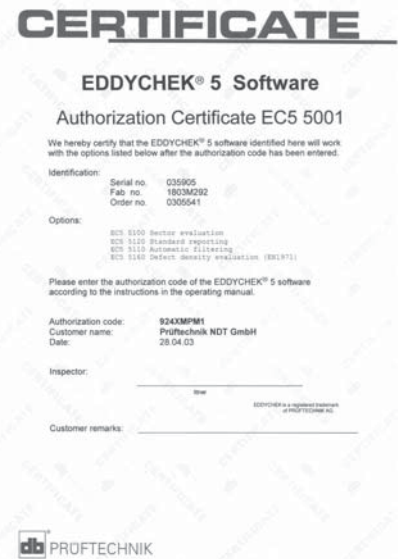 CERTIFICATE
EDDYCHEK® 5 Software
Authorization Certificate EC5 5001
We hereby certify that the EDDYCHEK® 5 software identified here will work
with the options listed below after the authorization code has been entered.
Identification:
Serial no. 035905
Fab no. 1803M292
Order no. 0305541
Options:
EC5 5100 Sector evaluation
EC5 5120 Standard reporting
EC5 5110 Automatic filtering
EC5 5160 Defect density evaluation (EN1971)
Please enter the authorization code of the EDDYCHEK® 5 software
according to the instructions in the operating manual.
Authorization code: 924XMPM1
Customer name: Prüftechnik NDT GmbH
Date: 28.04.03
Inspector:
EDDYCHEK is a registered trademark
of PRÜFTECHNIK AG.
Customer remarks:
db PRÜFTECHNIK